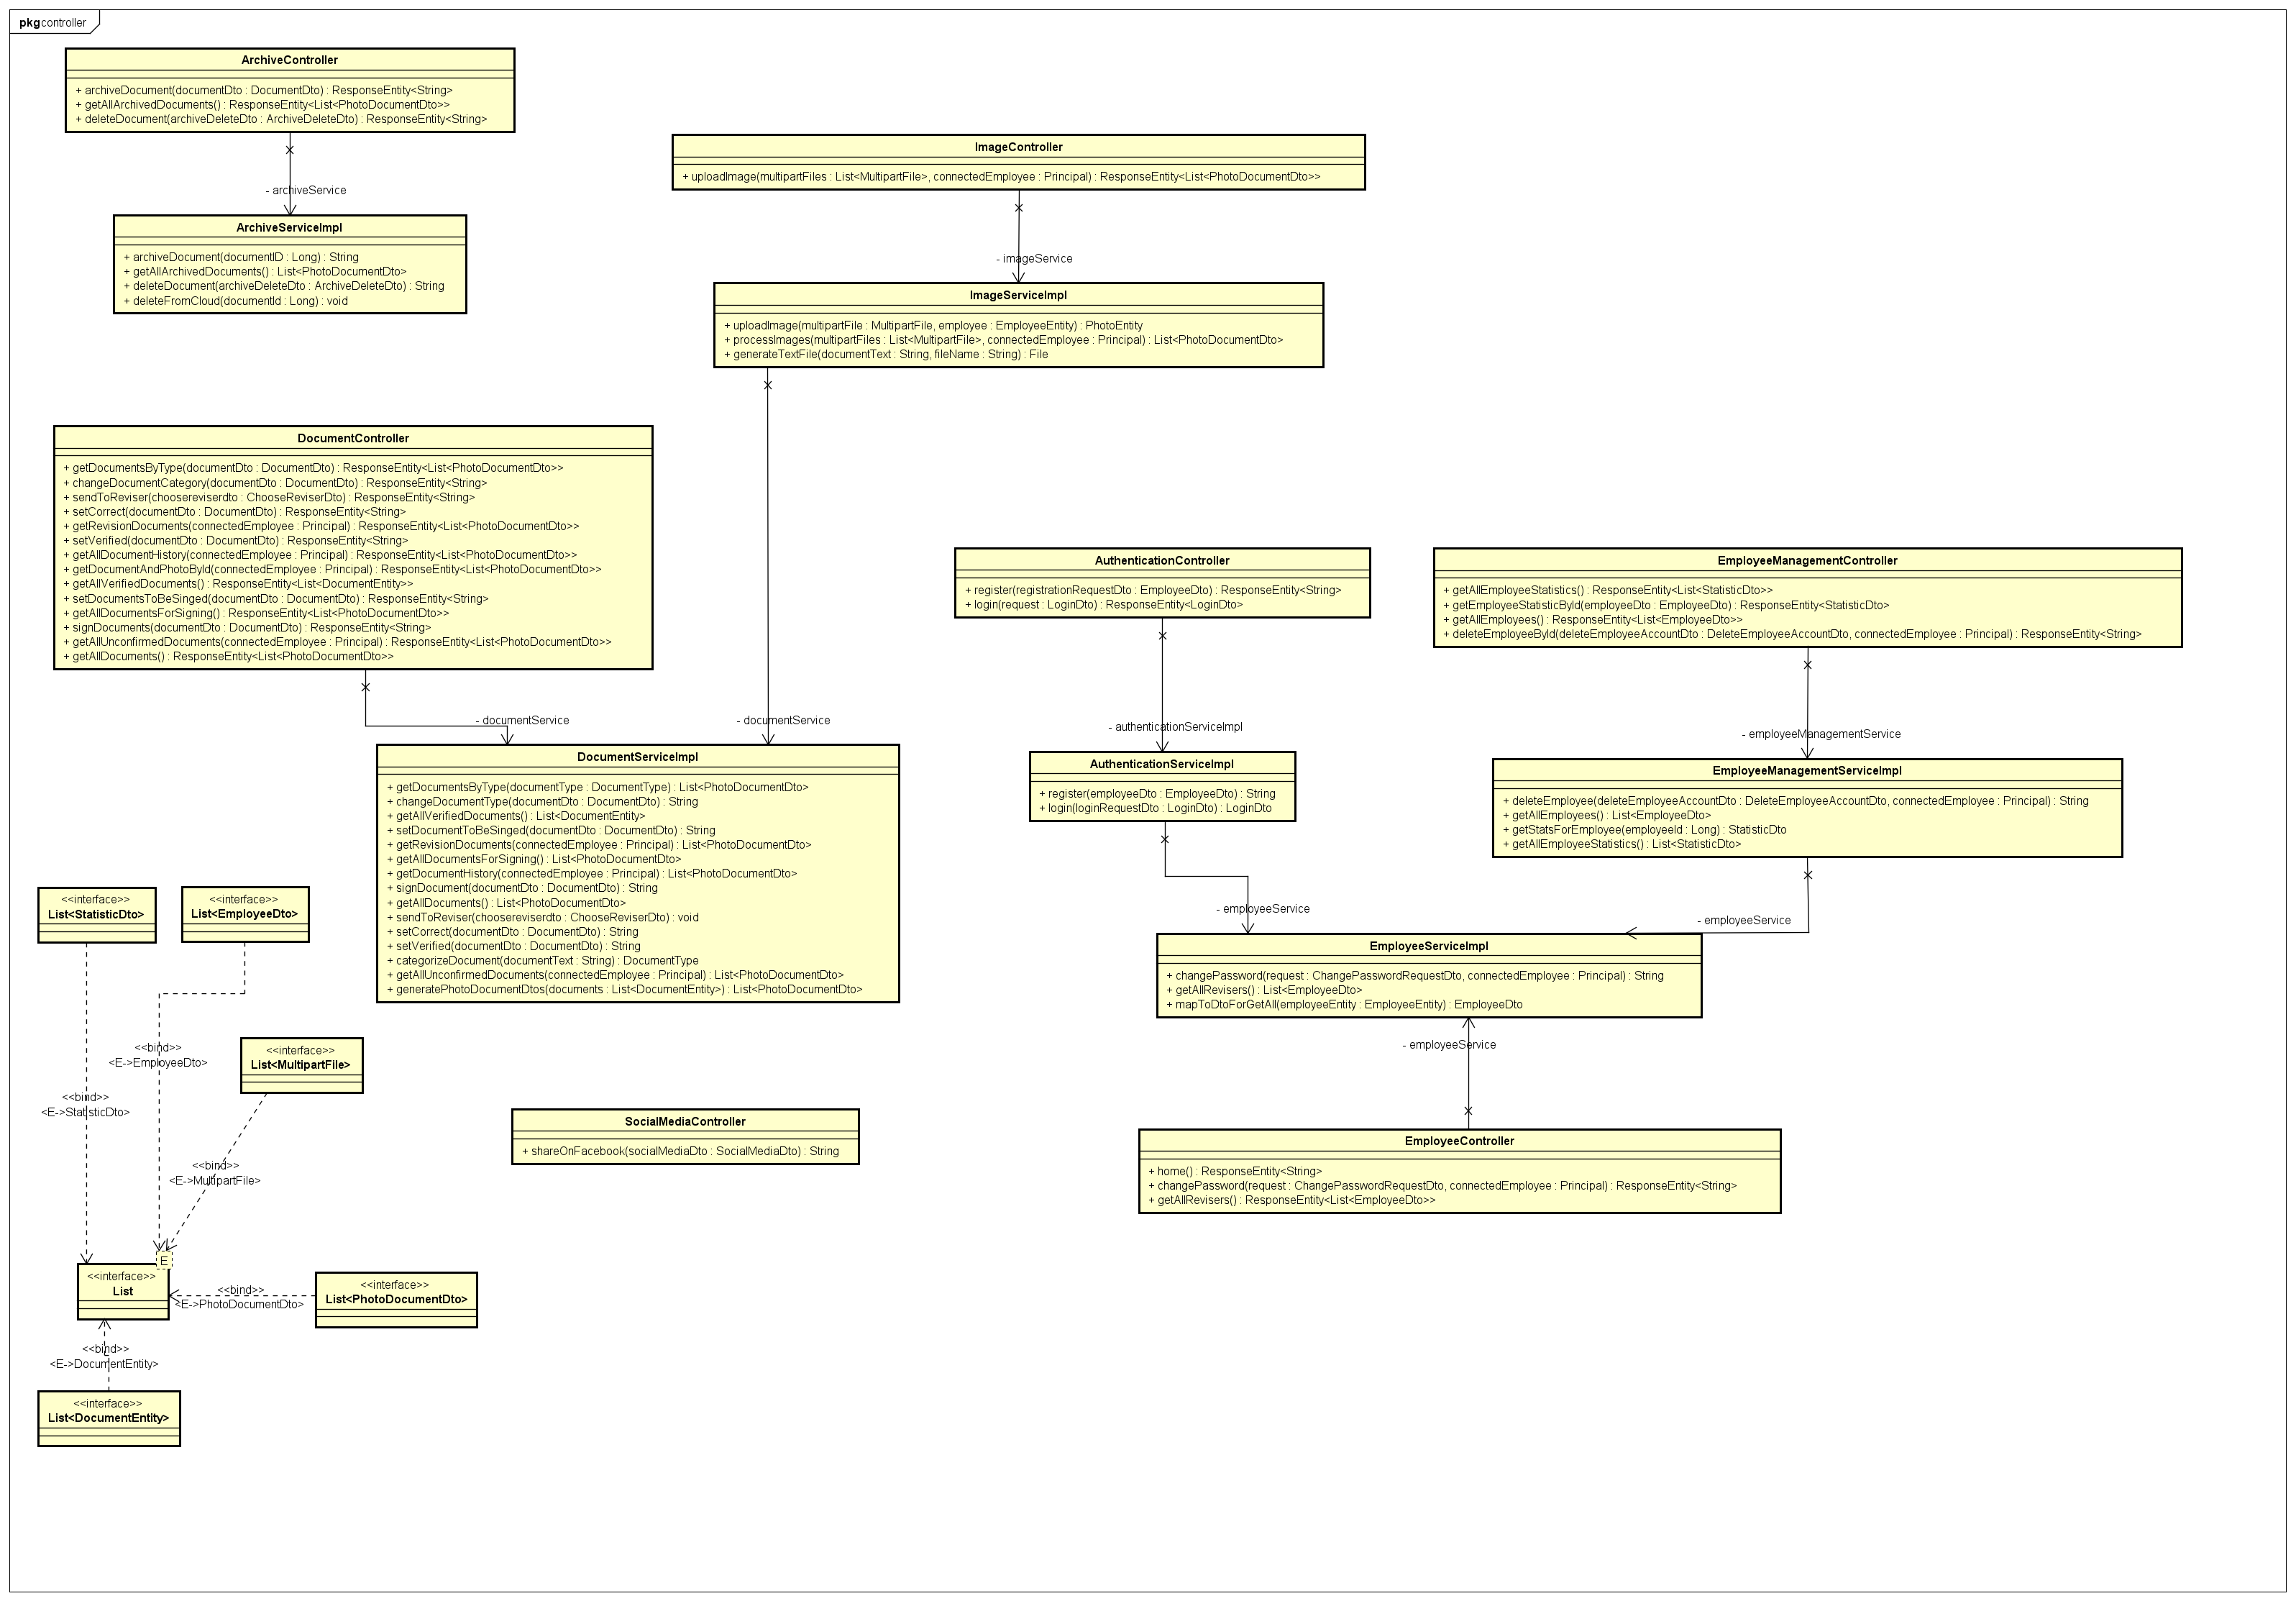 pkg controller
ArchiveController
+ archiveDocument(documentDto : DocumentDto) : ResponseEntity<String>
+ getAllArchivedDocuments() : ResponseEntity<List<PhotoDocumentDto>>
+ deleteDocument(archiveDeleteDto : ArchiveDeleteDto) : ResponseEntity<String>
- archiveService
ArchiveServiceImpl
+ archiveDocument(documentID : Long) : String
+ getAllArchivedDocuments() : List<PhotoDocumentDto>
+ deleteDocument(archiveDeleteDto : ArchiveDeleteDto) : String
+ deleteFromCloud(documentId : Long) : void
ImageController
+ uploadImage(multipartFiles : List<MultipartFile>, connectedEmployee : Principal) : ResponseEntity<List<PhotoDocumentDto>>
- imageService
ImageServiceImpl
+ uploadImage(multipartFile : MultipartFile, employee : EmployeeEntity) : PhotoEntity
+ processImages(multipartFiles : List<MultipartFile>, connectedEmployee : Principal) : List<PhotoDocumentDto>
+ generateTextFile(documentText : String, fileName : String) : File
DocumentController
+ getDocumentsByType(documentDto : DocumentDto) : ResponseEntity<List<PhotoDocumentDto>>
+ changeDocumentCategory(documentDto : DocumentDto) : ResponseEntity<String>
+ sendToReviser(choosereviserdto : ChooseReviserDto) : ResponseEntity<String>
+ setCorrect(documentDto : DocumentDto) : ResponseEntity<String>
+ getRevisionDocuments(connectedEmployee : Principal) : ResponseEntity<List<PhotoDocumentDto>>
+ setVerified(documentDto : DocumentDto) : ResponseEntity<String>
+ getAllDocumentHistory(connectedEmployee : Principal) : ResponseEntity<List<PhotoDocumentDto>>
+ getDocumentAndPhotoById(connectedEmployee : Principal) : ResponseEntity<List<PhotoDocumentDto>>
+ getAllVerifiedDocuments() : ResponseEntity<List<DocumentEntity>>
+ setDocumentsToBeSinged(documentDto : DocumentDto) : ResponseEntity<String>
+ getAllDocumentsForSigning() : ResponseEntity<List<PhotoDocumentDto>>
+ signDocuments(documentDto : DocumentDto) : ResponseEntity<String>
+ getAllUnconfirmedDocuments(connectedEmployee : Principal) : ResponseEntity<List<PhotoDocumentDto>>
+ getAllDocuments() : ResponseEntity<List<PhotoDocumentDto>>
- documentService
- documentService
DocumentServiceImpl
+ getDocumentsByType(documentType : DocumentType) : List<PhotoDocumentDto>
+ changeDocumentType(documentDto : DocumentDto) : String
+ getAllVerifiedDocuments() : List<DocumentEntity>
+ setDocumentToBeSinged(documentDto : DocumentDto) : String
+ getRevisionDocuments(connectedEmployee : Principal) : List<PhotoDocumentDto>
+ getAllDocumentsForSigning() : List<PhotoDocumentDto>
+ getDocumentHistory(connectedEmployee : Principal) : List<PhotoDocumentDto>
+ signDocument(documentDto : DocumentDto) : String
+ getAllDocuments() : List<PhotoDocumentDto>
+ sendToReviser(choosereviserdto : ChooseReviserDto) : void
+ setCorrect(documentDto : DocumentDto) : String
+ setVerified(documentDto : DocumentDto) : String
+ categorizeDocument(documentText : String) : DocumentType
+ getAllUnconfirmedDocuments(connectedEmployee : Principal) : List<PhotoDocumentDto>
+ generatePhotoDocumentDtos(documents : List<DocumentEntity>) : List<PhotoDocumentDto>
AuthenticationController
+ register(registrationRequestDto : EmployeeDto) : ResponseEntity<String>
+ login(request : LoginDto) : ResponseEntity<LoginDto>
- authenticationServiceImpl
AuthenticationServiceImpl
+ register(employeeDto : EmployeeDto) : String
+ login(loginRequestDto : LoginDto) : LoginDto
- employeeService
EmployeeManagementController
+ getAllEmployeeStatistics() : ResponseEntity<List<StatisticDto>>
+ getEmployeeStatisticById(employeeDto : EmployeeDto) : ResponseEntity<StatisticDto>
+ getAllEmployees() : ResponseEntity<List<EmployeeDto>>
+ deleteEmployeeById(deleteEmployeeAccountDto : DeleteEmployeeAccountDto, connectedEmployee : Principal) : ResponseEntity<String>
- employeeManagementService
EmployeeManagementServiceImpl
+ deleteEmployee(deleteEmployeeAccountDto : DeleteEmployeeAccountDto, connectedEmployee : Principal) : String
+ getAllEmployees() : List<EmployeeDto>
+ getStatsForEmployee(employeeId : Long) : StatisticDto
+ getAllEmployeeStatistics() : List<StatisticDto>
- employeeService
EmployeeServiceImpl
+ changePassword(request : ChangePasswordRequestDto, connectedEmployee : Principal) : String
+ getAllRevisers() : List<EmployeeDto>
+ mapToDtoForGetAll(employeeEntity : EmployeeEntity) : EmployeeDto
- employeeService
EmployeeController
+ home() : ResponseEntity<String>
+ changePassword(request : ChangePasswordRequestDto, connectedEmployee : Principal) : ResponseEntity<String>
+ getAllRevisers() : ResponseEntity<List<EmployeeDto>>
SocialMediaController
+ shareOnFacebook(socialMediaDto : SocialMediaDto) : String
<<interface>>
List<StatisticDto>
<<interface>>
List<EmployeeDto>
<<interface>>
List<MultipartFile>
<<bind>>
<E->EmployeeDto>
<<bind>>
<E->StatisticDto>
<<bind>>
<E->MultipartFile>
E
<<interface>>
List
<<bind>>
<E->PhotoDocumentDto>
<<interface>>
List<PhotoDocumentDto>
<<bind>>
<E->DocumentEntity>
<<interface>>
List<DocumentEntity>